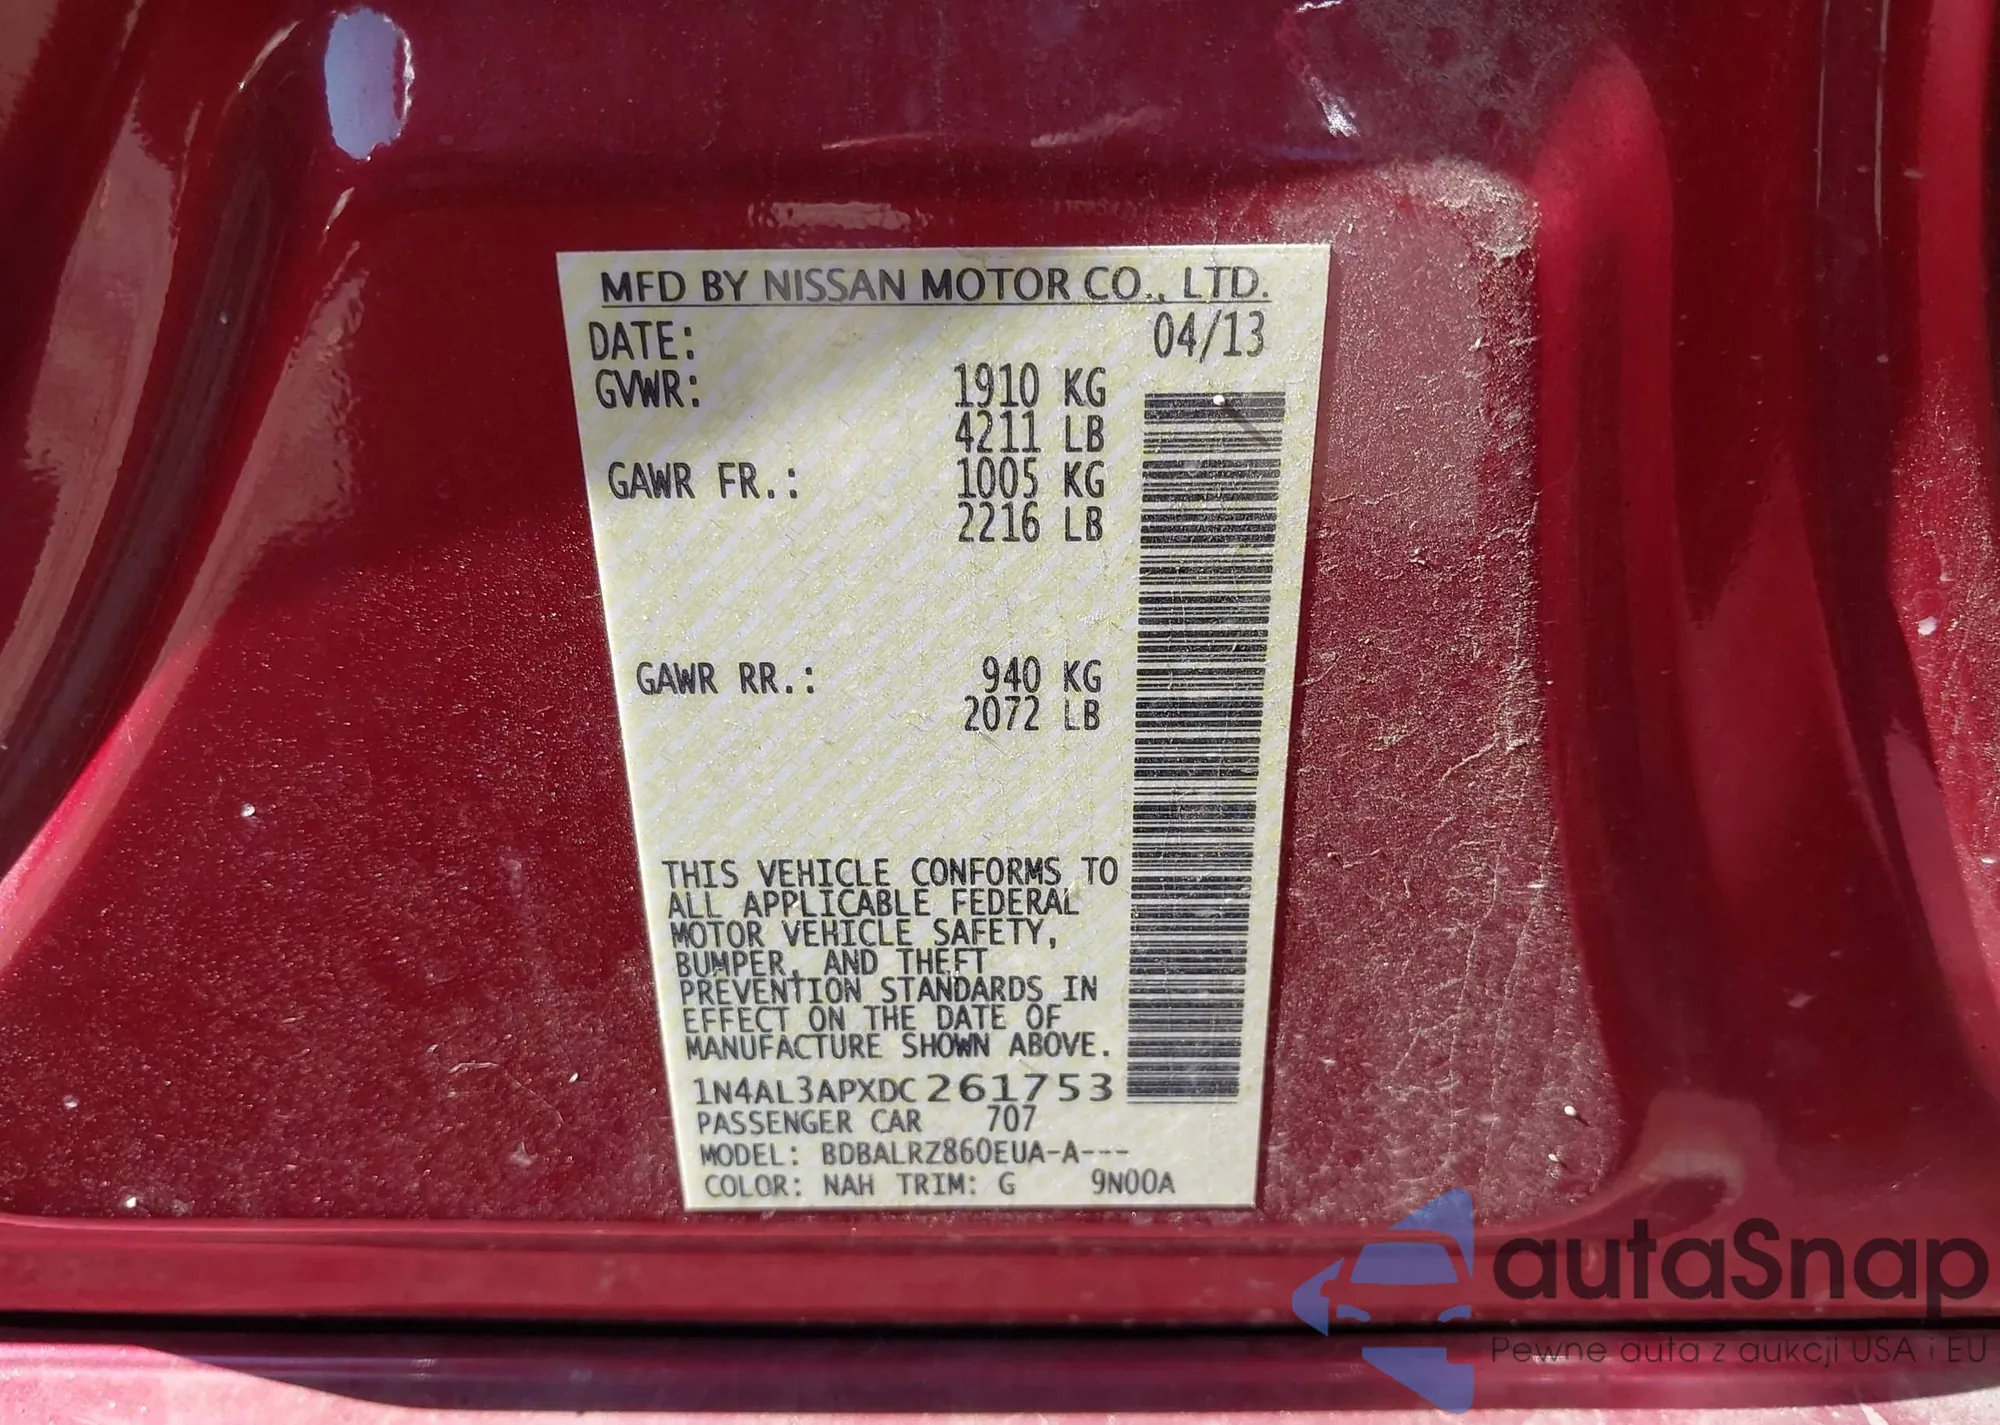 MFD BY NISSAN MOTOR CO., LTD.
DATE: 04/13
GVWR: 1910 KG
4211 LB
GAWR FR.: 1005 KG
2216 LB
GAWR RR.: 940 KG
2072 LB
THIS VEHICLE CONFORMS TO
ALL APPLICABLE FEDERAL
MOTOR VEHICLE SAFETY,
BUMPER, AND THEFT
PREVENTION STANDARDS IN
EFFECT ON THE DATE OF
MANUFACTURE SHOWN ABOVE.
1N4AL3APXDC261753
PASSENGER CAR 707
MODEL: BDBALRZ860EUA-A---
COLOR: NAH TRIM: G 9N00A
autaSnap
Pewne auta z aukcji USA i EU